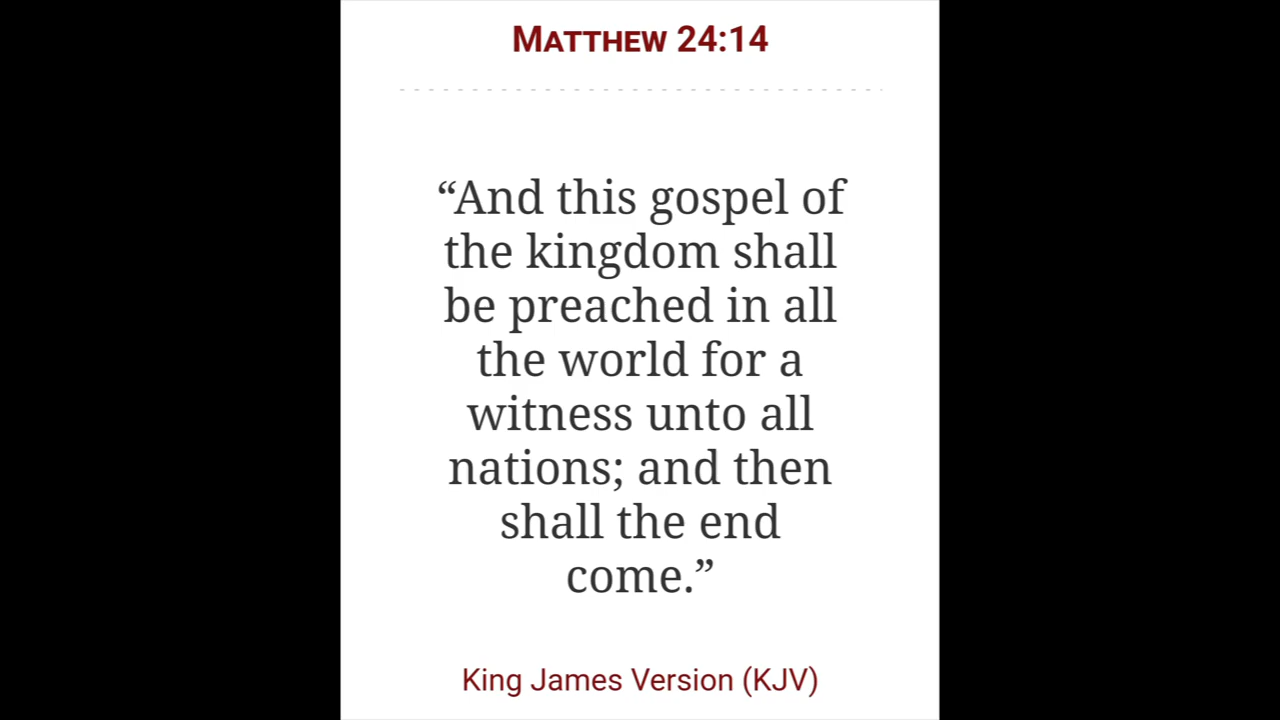 Matthew 24:14
“And this gospel of
the kingdom shall
be preached in all
the world for a
witness unto all
nations; and then
shall the end
come.”
King James Version (KJV)